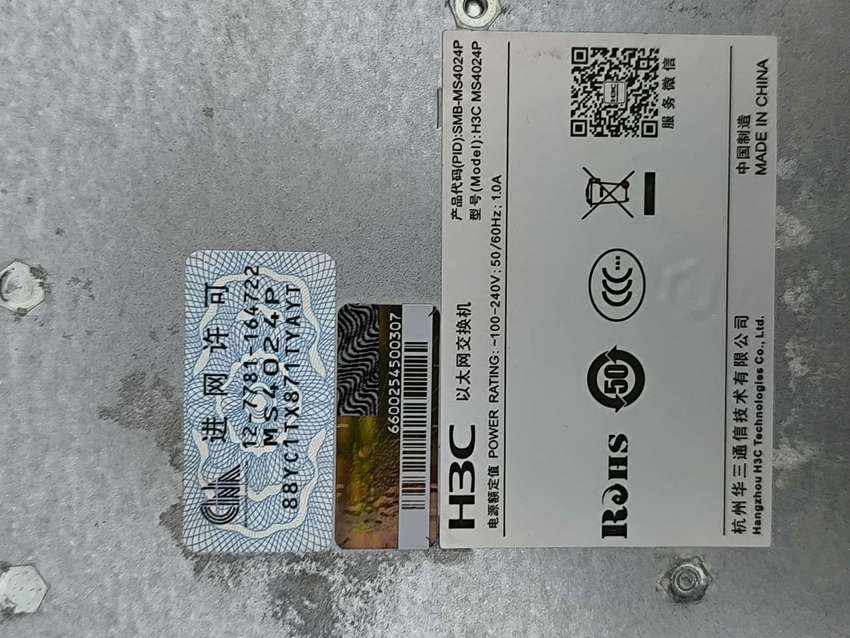 进网许可
12-7781-164722
MS4024P
88YC1TX871TYAYJ
6600254500307
H3C 以太网交换机
产品代码(PID):SMB-MS4024P
型号(Model):H3C MS4024P
电源额定值 POWER RATING: ~100-240V; 50/60Hz; 1.0A
RoHS
50
服务微信
杭州华三通信技术有限公司
Hangzhou H3C Technologies Co., Ltd.
中国制造
MADE IN CHINA